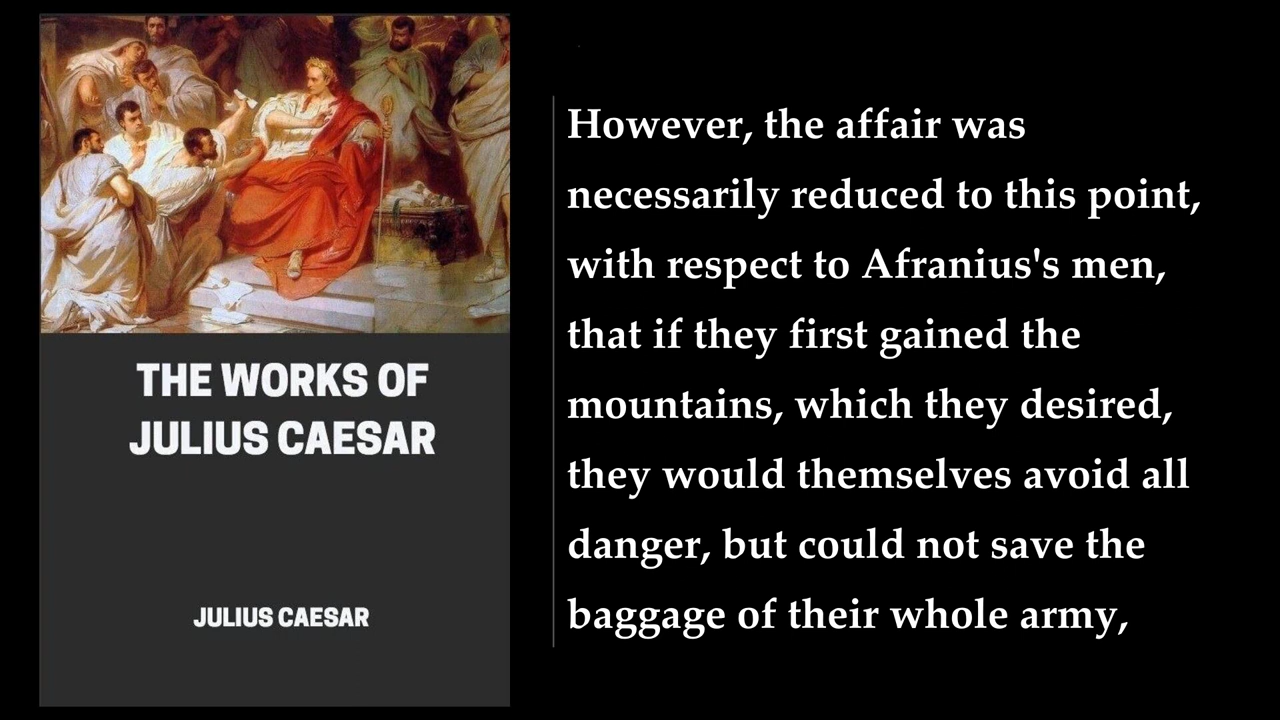 THE WORKS OF
JULIUS CAESAR
JULIUS CAESAR
However, the affair was
necessarily reduced to this point,
with respect to Afranius's men,
that if they first gained the
mountains, which they desired,
they would themselves avoid all
danger, but could not save the
baggage of their whole army,